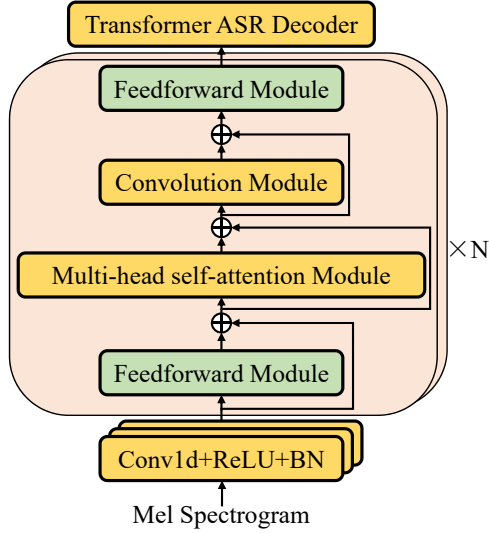 Transformer ASR Decoder
Feedforward Module
Convolution Module
×N
Multi-head self-attention Module
Feedforward Module
Conv1d+ReLU+BN
Mel Spectrogram